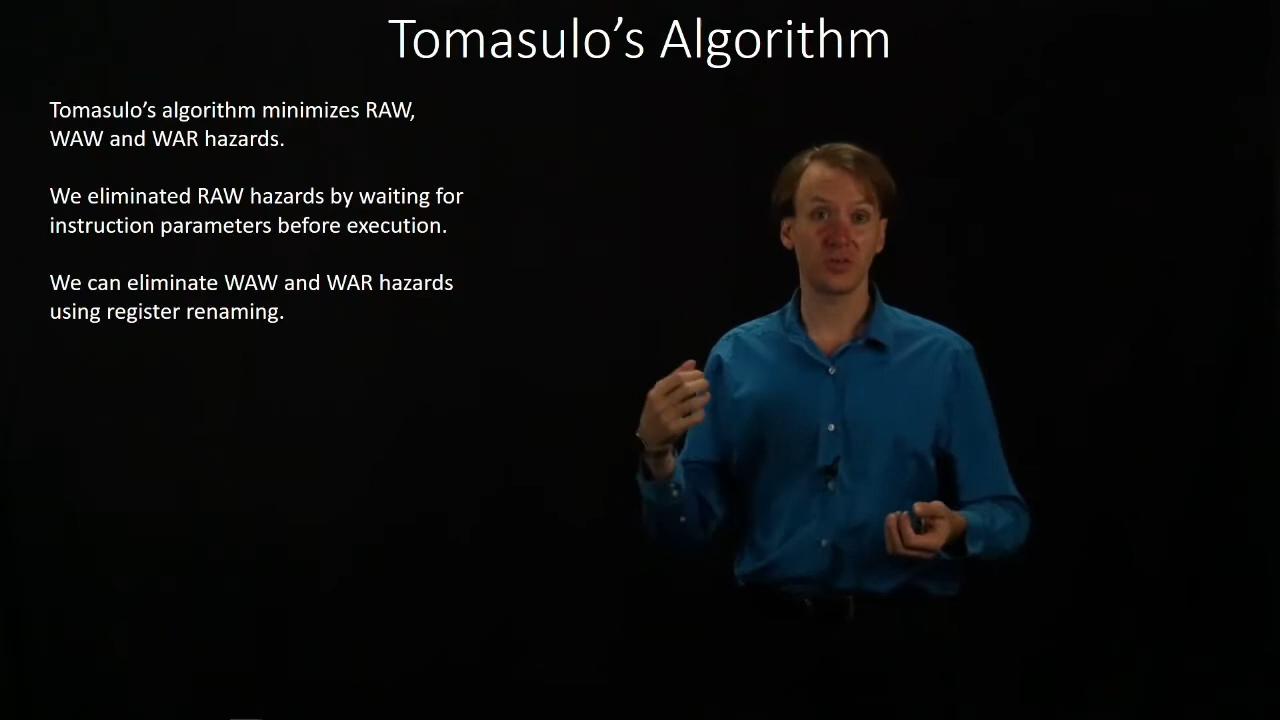 Tomasulo’s Algorithm
Tomasulo’s algorithm minimizes RAW,
WAW and WAR hazards.
We eliminated RAW hazards by waiting for
instruction parameters before execution.
We can eliminate WAW and WAR hazards
using register renaming.